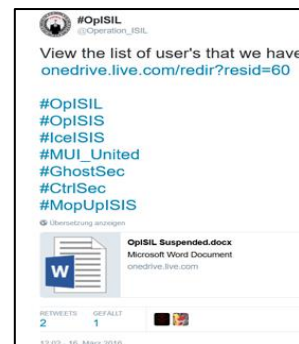 #OpISIL
@Operation_ISIL
View the list of user's that we have
onedrive.live.com/redir?resid=60
#OpISIL
#OpISIS
#IceISIS
#MUI_United
#GhostSec
#CtrlSec
#MopUpISIS
Übersetzung anzeigen
W
OpISIL Suspended.docx
Microsoft Word Document
onedrive.live.com
RETWEETS GEFÄLLT
2 1
12:03 - 16. März 2016